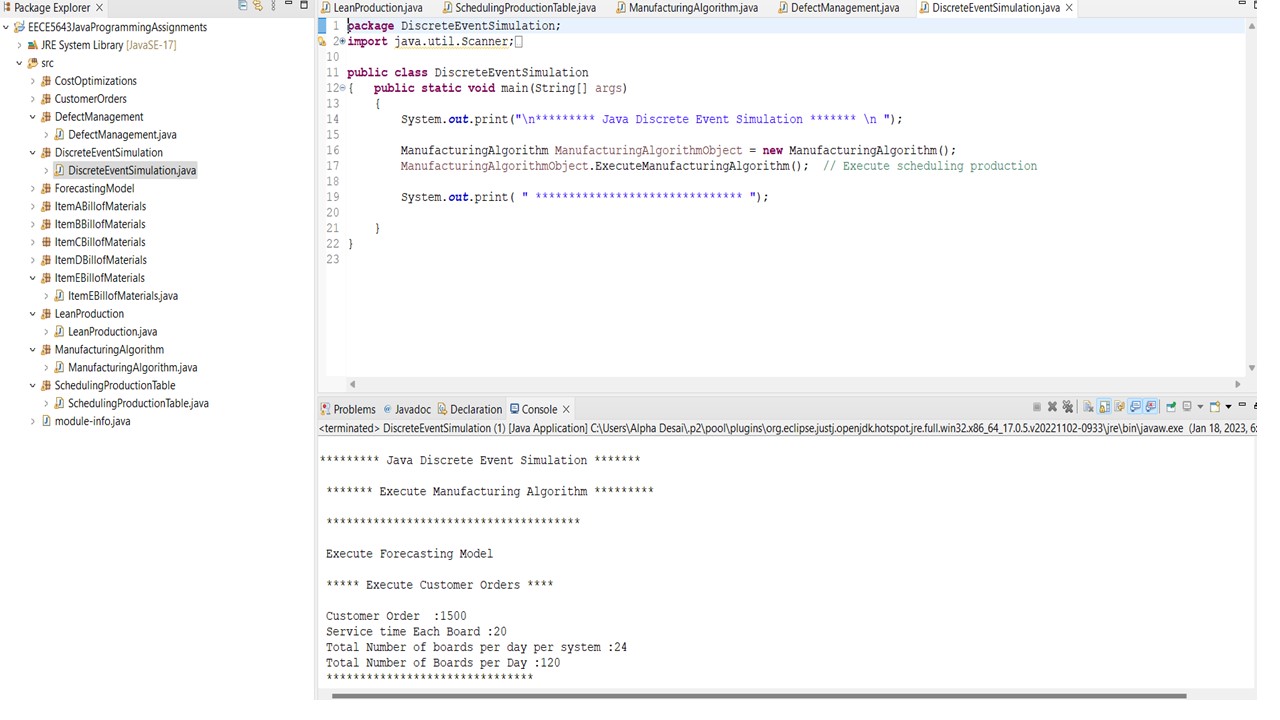 Package Explorer
EECE5643JavaProgrammingAssignments
JRE System Library [JavaSE-17]
src
CostOptimizations
CustomerOrders
DefectManagement
DefectManagement.java
DiscreteEventSimulation
DiscreteEventSimulation.java
ForecastingModel
ItemABillofMaterials
ItemBBillofMaterials
ItemCBillofMaterials
ItemDBillofMaterials
ItemEBillofMaterials
ItemEBillofMaterials.java
LeanProduction
LeanProduction.java
ManufacturingAlgorithm
ManufacturingAlgorithm.java
SchedulingProductionTable
SchedulingProductionTable.java
module-info.java
LeanProduction.java SchedulingProductionTable.java ManufacturingAlgorithm.java DefectManagement.java DiscreteEventSimulation.java
1 package DiscreteEventSimulation;
2 import java.util.Scanner;
10
11 public class DiscreteEventSimulation
12 { public static void main(String[] args)
13 {
14 System.out.print("\n********* Java Discrete Event Simulation ******* \n ");
15
16 ManufacturingAlgorithm ManufacturingAlgorithmObject = new ManufacturingAlgorithm();
17 ManufacturingAlgorithmObject.ExecuteManufacturingAlgorithm(); // Execute scheduling production
18
19 System.out.print( " ******************************* ");
20
21 }
22 }
23
Problems Javadoc Declaration Console
<terminated> DiscreteEventSimulation (1) [Java Application] C:\Users\Alpha Desai\.p2\pool\plugins\org.eclipse.justj.openjdk.hotspot.jre.full.win32.x86_64_17.0.5.v20221102-0933\jre\bin\javaw.exe (Jan 18, 2023, 6:
********* Java Discrete Event Simulation *******
******* Execute Manufacturing Algorithm *********
**************************************
Execute Forecasting Model
***** Execute Customer Orders ****
Customer Order :1500
Service time Each Board :20
Total Number of boards per day per system :24
Total Number of Boards per Day :120
*******************************